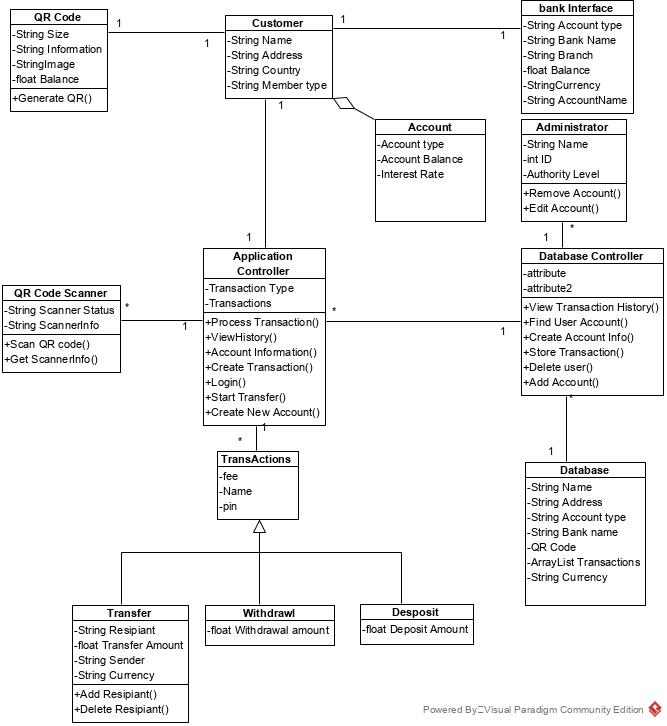 QR Code
-String Size
-String Information
-StringImage
-float Balance
+Generate QR()
1
1
Customer
-String Name
-String Address
-String Country
-String Member type
1
1
bank Interface
-String Account type
-String Bank Name
-String Branch
-float Balance
-StringCurrency
-String AccountName
1
1
Account
-Account type
-Account Balance
-Interest Rate
Administrator
-String Name
-int ID
-Authority Level
+Remove Account()
+Edit Account()
*
1
QR Code Scanner
-String Scanner Status
-String ScannerInfo
+Scan QR code()
+Get ScannerInfo()
*
1
Application
Controller
-Transaction Type
-Transactions
+Process Transaction()
+ViewHistory()
+Account Information()
+Create Transaction()
+Login()
+Start Transfer()
+Create New Account()
*
1
Database Controller
-attribute
-attribute2
+View Transaction History()
+Find User Account()
+Create Account Info()
+Store Transaction()
+Delete user()
+Add Account()
*
1
1
*
TransActions
-fee
-Name
-pin
Database
-String Name
-String Address
-String Account type
-String Bank name
-QR Code
-ArrayList Transactions
-String Currency
Transfer
-String Resipiant
-float Transfer Amount
-String Sender
-String Currency
+Add Resipiant()
+Delete Resipiant()
Withdrawl
-float Withdrawal amount
Desposit
-float Deposit Amount
Powered By Visual Paradigm Community Edition